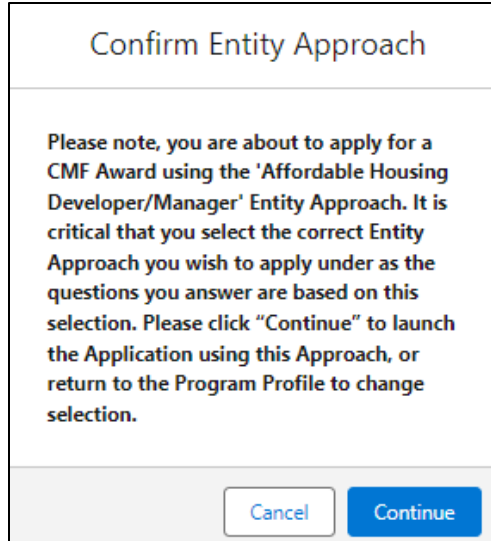 Confirm Entity Approach
Please note, you are about to apply for a
CMF Award using the 'Affordable Housing
Developer/Manager' Entity Approach. It is
critical that you select the correct Entity
Approach you wish to apply under as the
questions you answer are based on this
selection. Please click “Continue” to launch
the Application using this Approach, or
return to the Program Profile to change
selection.
Cancel
Continue